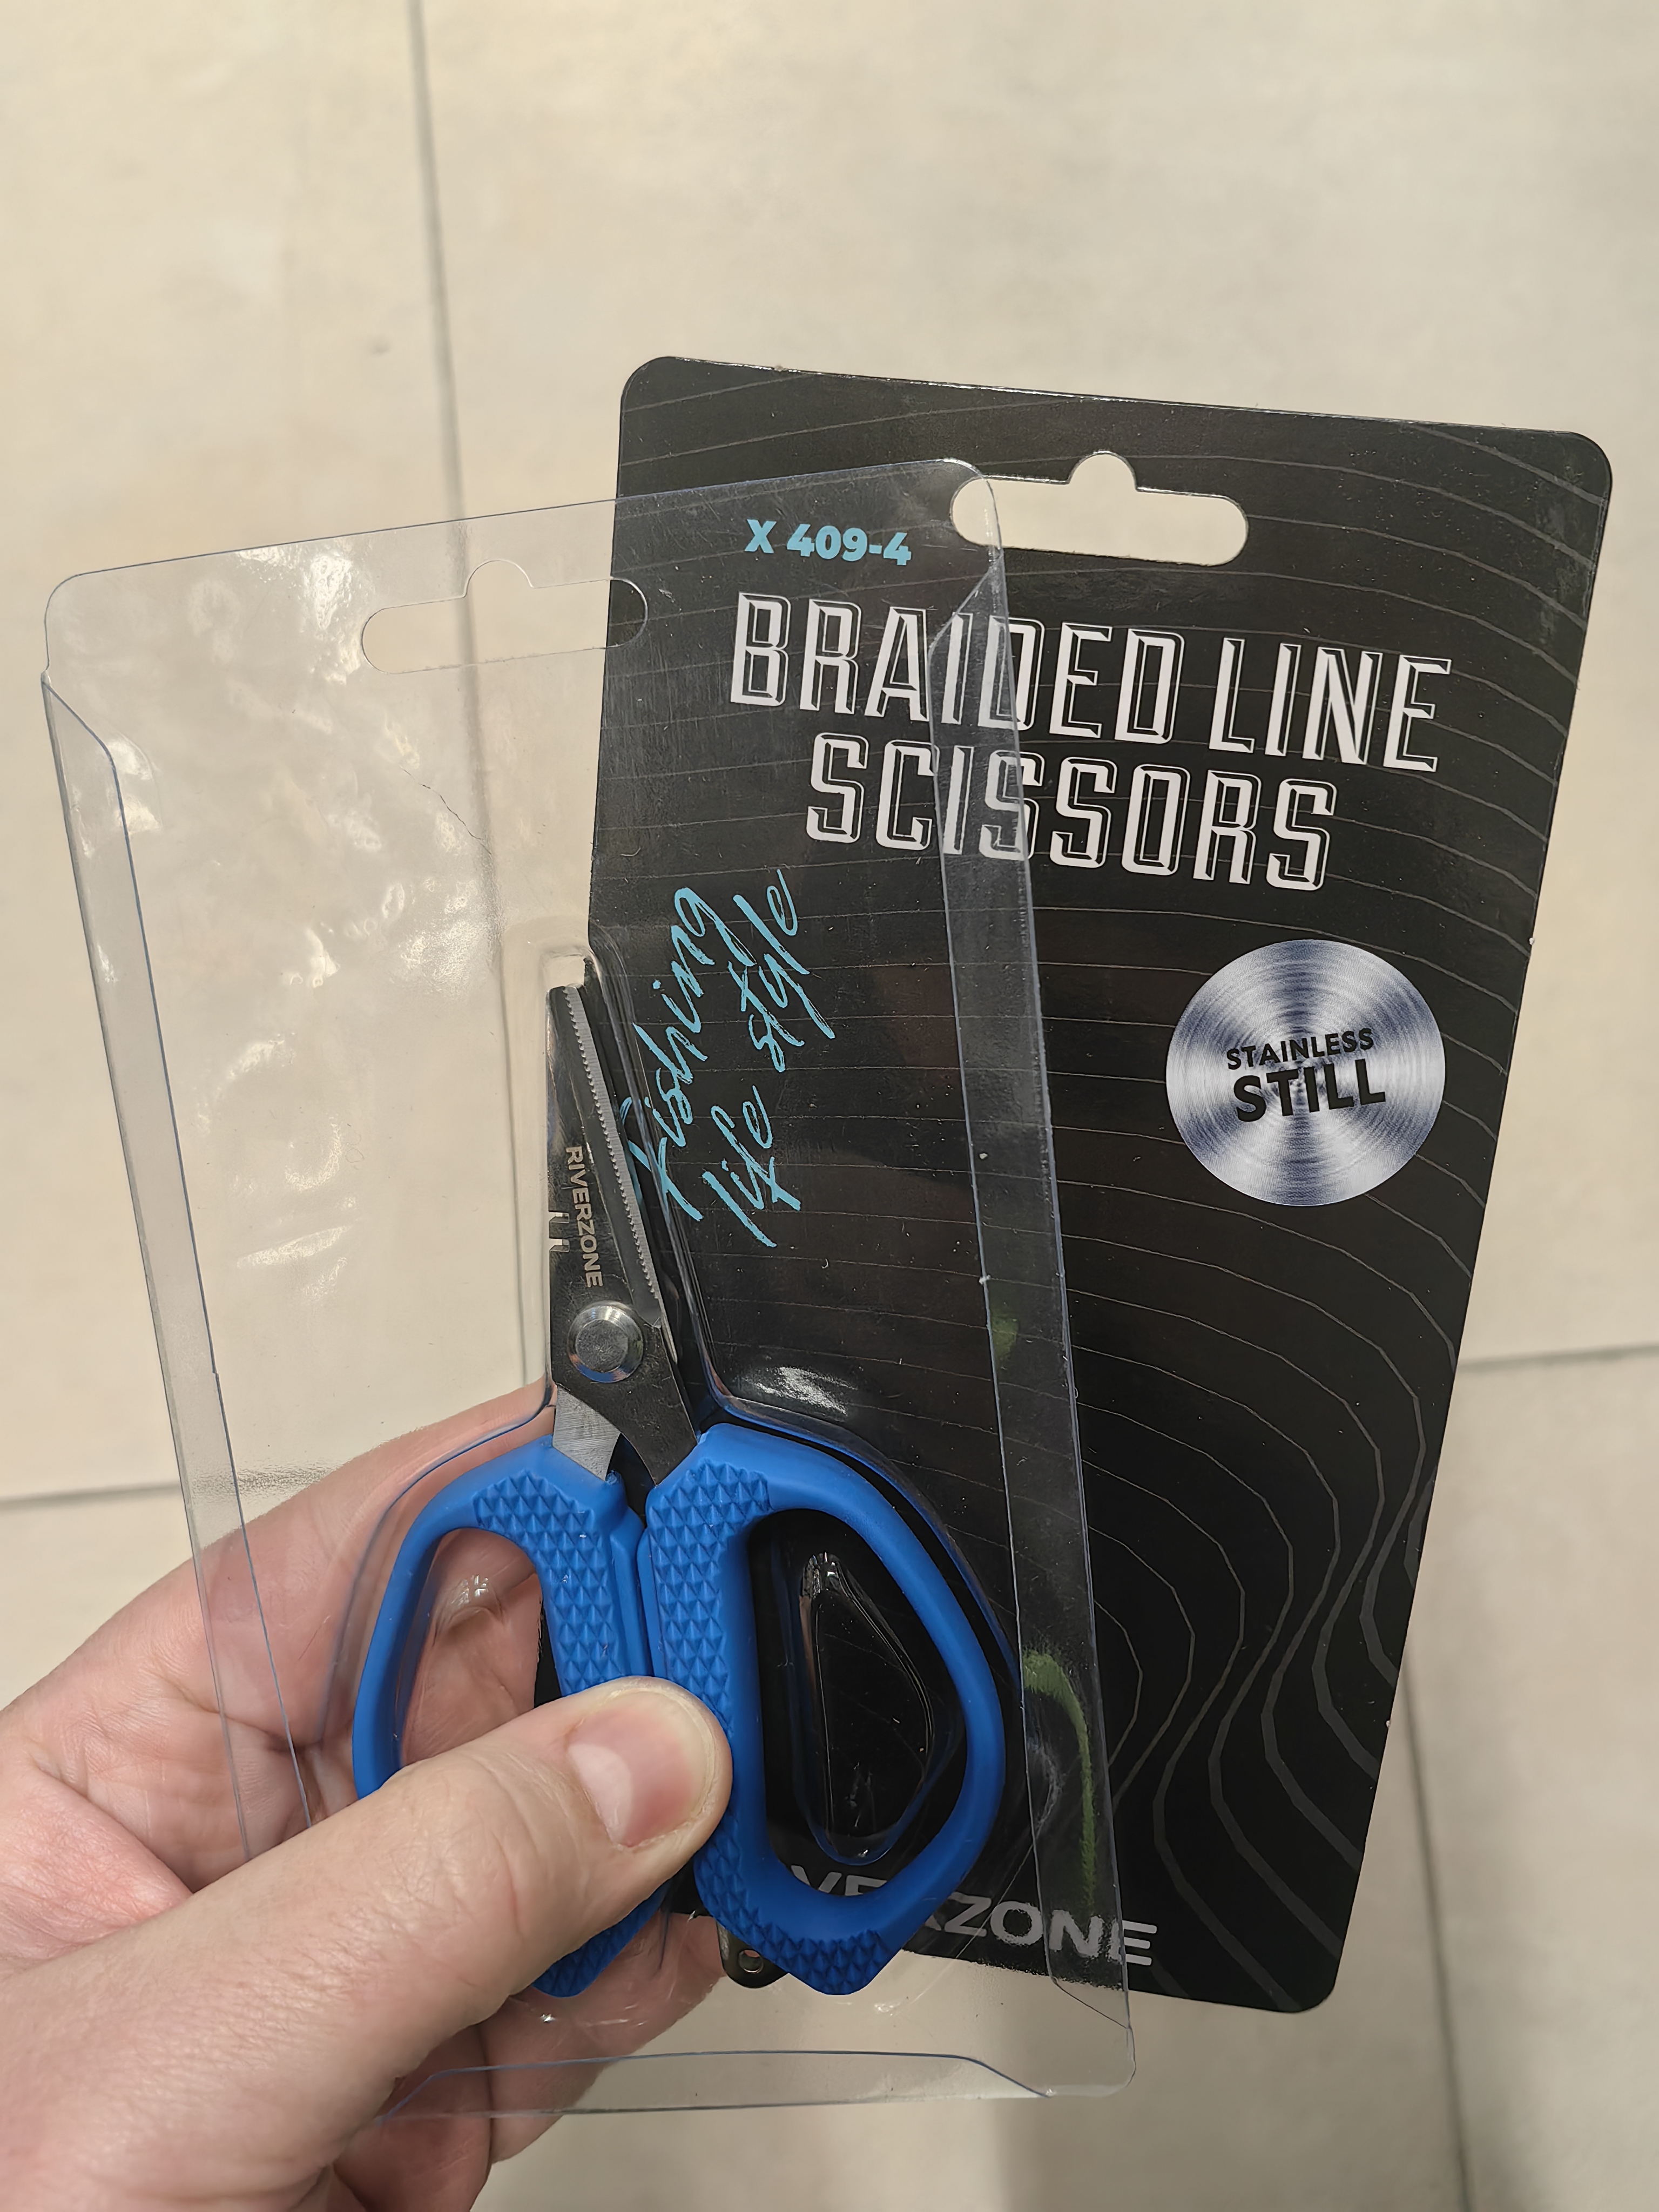 X 409-4
BRAIDED LINE
SCISSORS
fishing
life style
STAINLESS
STILL
RIVERZONE